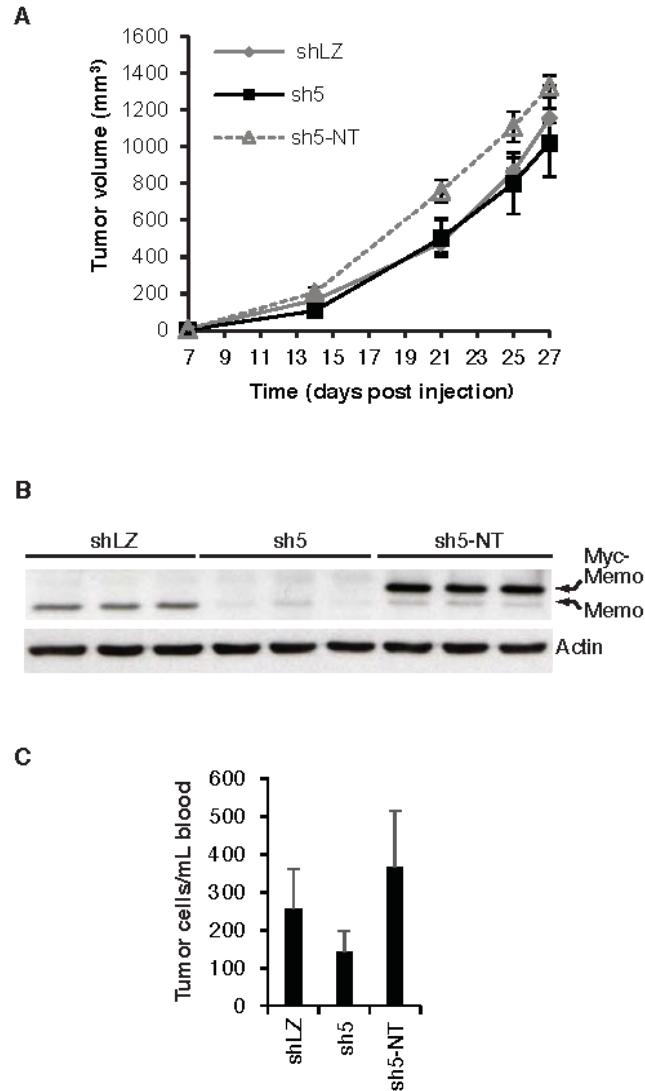 A
Tumor volume (mm³)
1600
1400
1200
1000
800
600
400
200
0
shLZ
sh5
sh5-NT
7 9 11 13 15 17 19 21 23 25 27
Time (days post injection)
B
shLZ sh5 sh5-NT
Myc-
Memo
Memo
Actin
C
Tumor cells/mL blood
600
500
400
300
200
100
0
shLZ sh5 sh5-NT